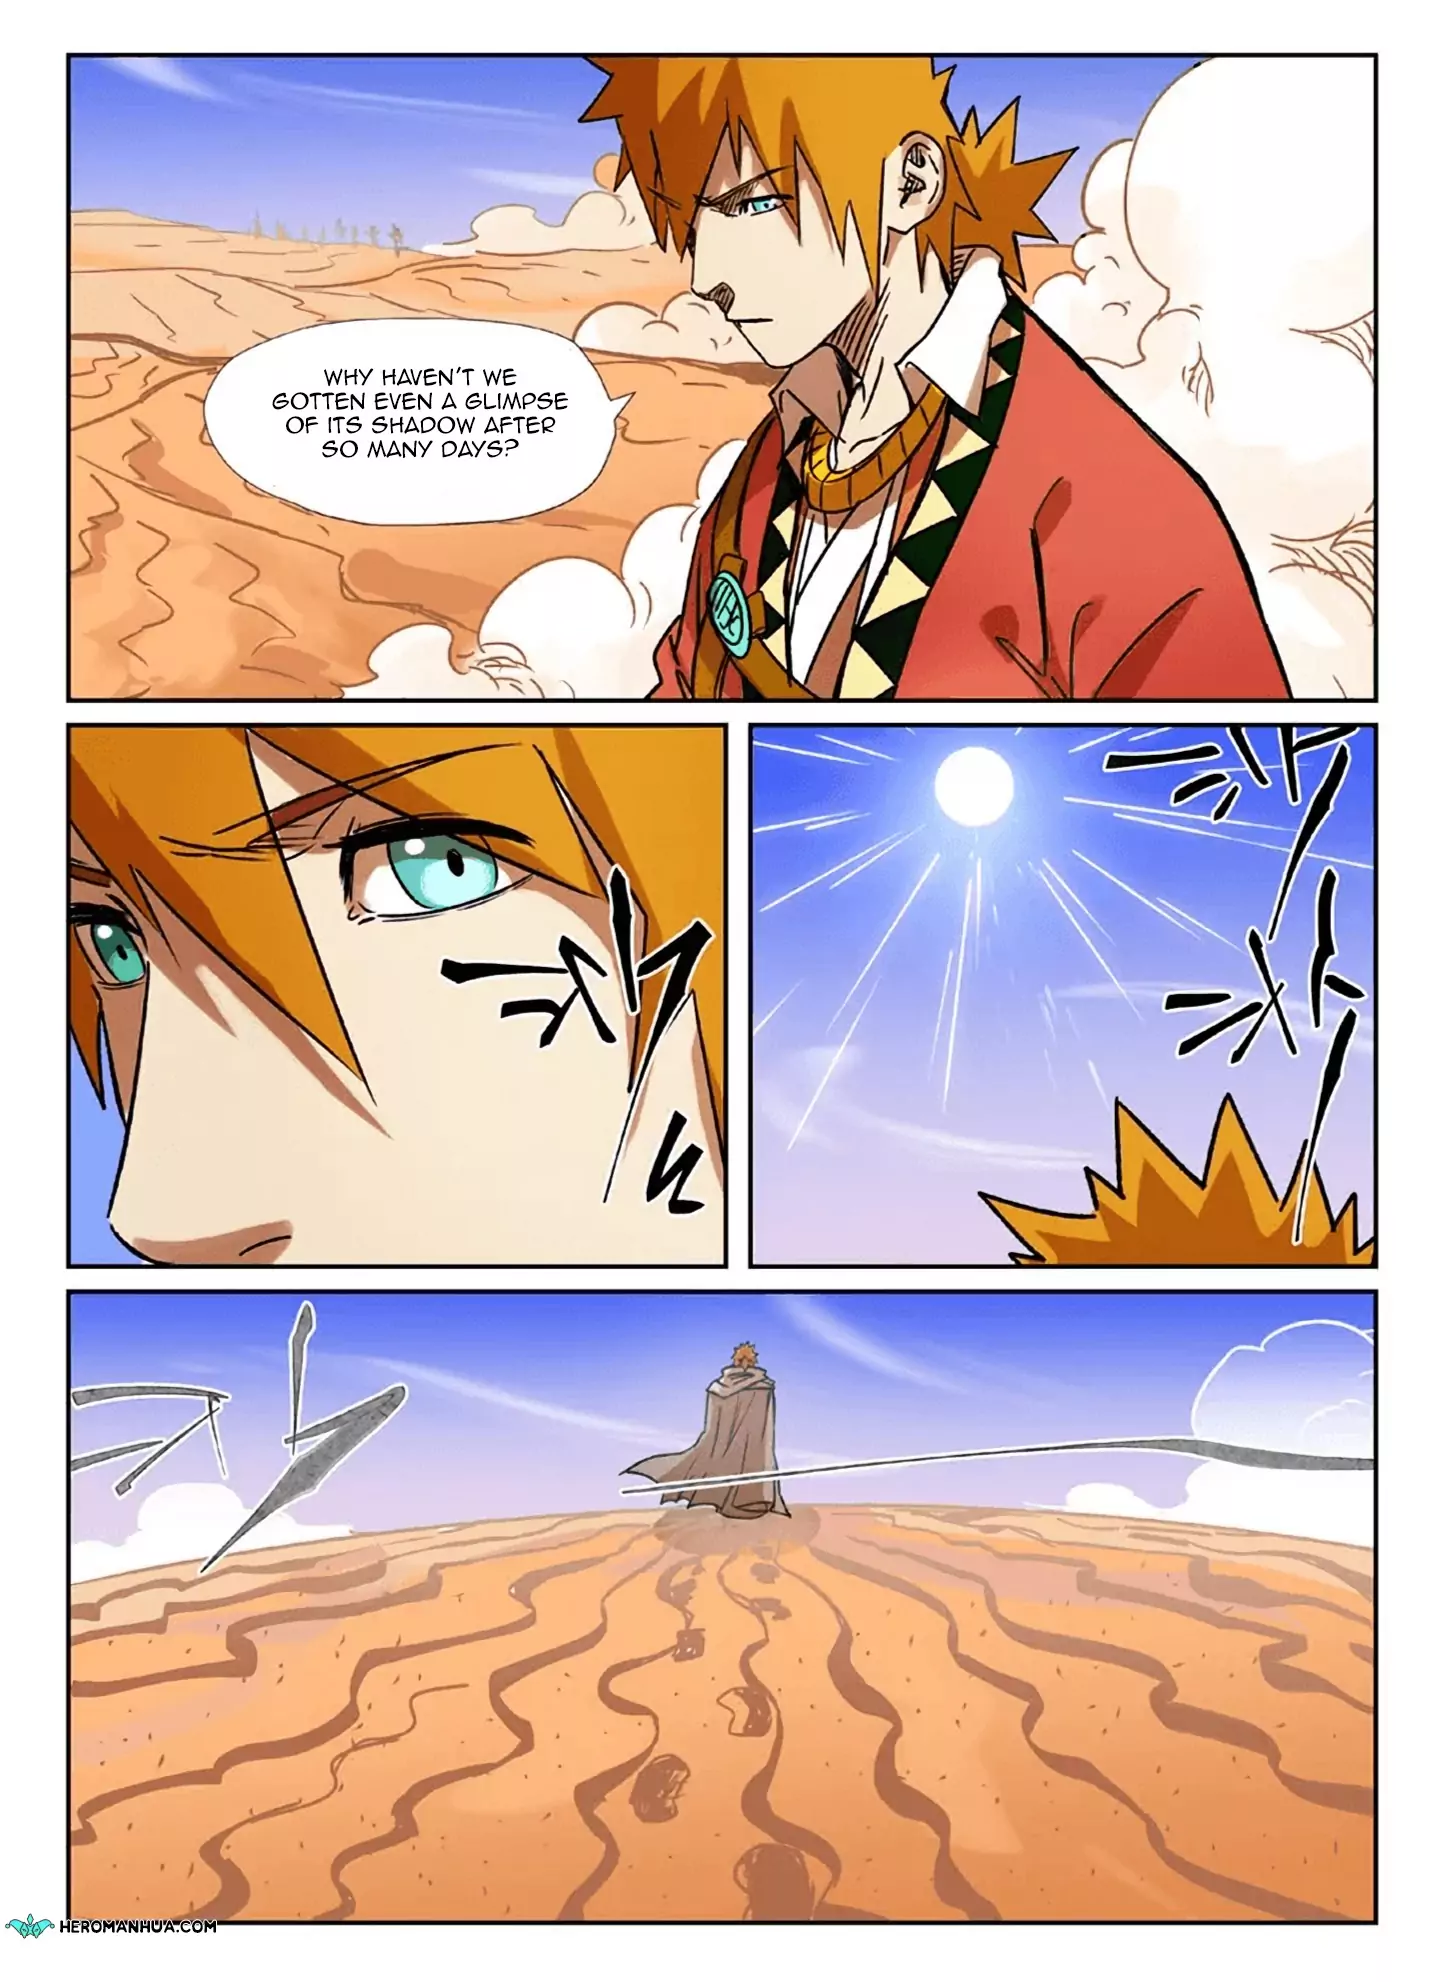 WHY HAVEN'T WE
GOTTEN EVEN A GLIMPSE
OF ITS SHADOW AFTER
SO MANY DAYS?
HEROMANHUA.COM